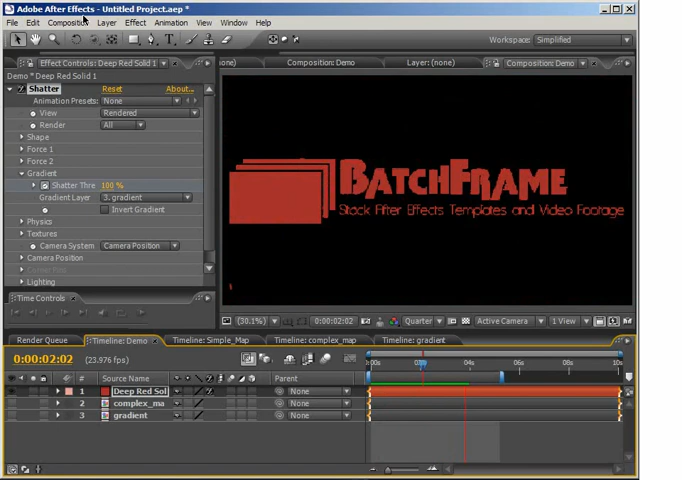 Adobe After Effects - Untitled Project.aep *
File Edit Composition Layer Effect Animation View Window Help
Workspace: Simplified
Effect Controls: Deep Red Solid 1
Demo * Deep Red Solid 1
Shatter Reset About...
Animation Presets: None
View Rendered
Render All
Shape
Force 1
Force 2
Gradient
Shatter Thre 100 %
Gradient Layer 3. gradient
Invert Gradient
Physics
Textures
Camera System Camera Position
Camera Position
Lighting
Time Controls
none) Composition: Demo Layer: (none) Composition: Demo
BatchFrame
Stock After Effects Templates and Video Footage
(30.1%) 0:00:02:02 Quarter Active Camera 1 View
Render Queue Timeline: Demo Timeline: Simple_Map Timeline: complex_map Timeline: gradient
0:00:02:02 (23.976 fps)
# Source Name Parent
04s 06s 08s 10s
1 Deep Red Sol None
2 complex_ma None
3 gradient None